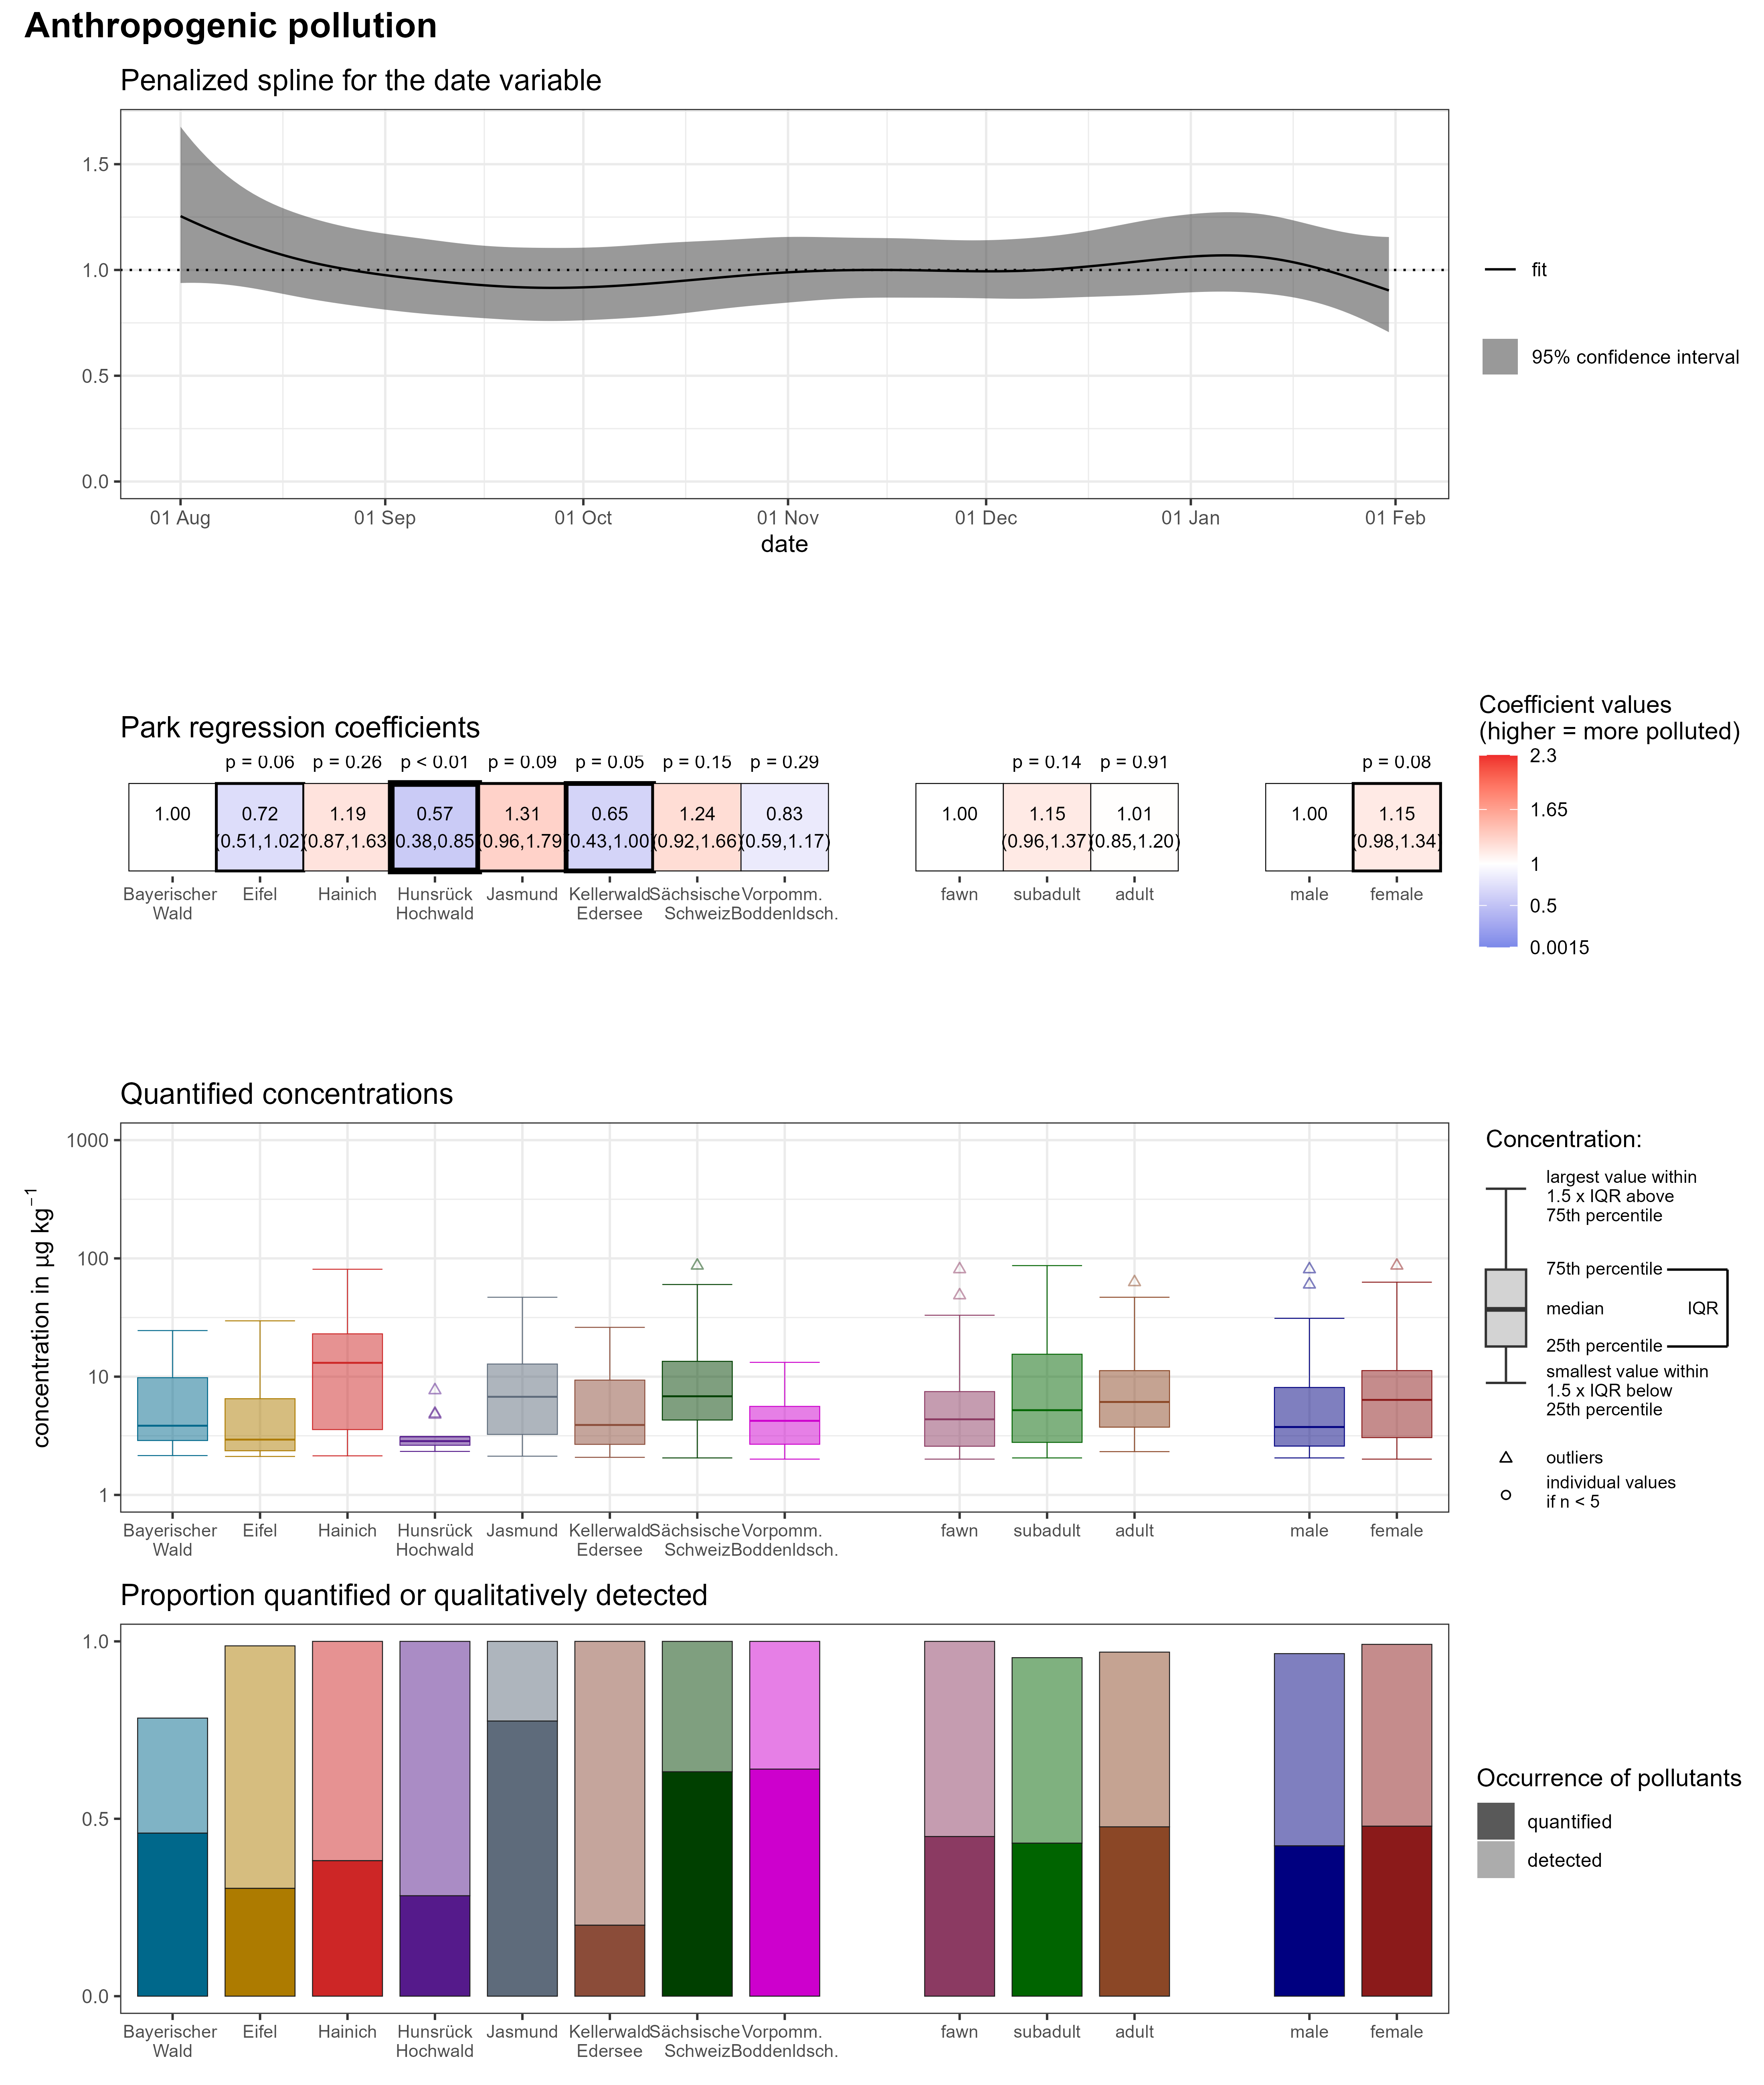 Anthropogenic pollution
Penalized spline for the date variable
1.5
1.0
0.5
0.0
01 Aug 01 Sep 01 Oct 01 Nov 01 Dec 01 Jan 01 Feb
date
fit
95% confidence interval
Park regression coefficients
p = 0.06 p = 0.26 p < 0.01 p = 0.09 p = 0.05 p = 0.15 p = 0.29 p = 0.14 p = 0.91 p = 0.08
1.00 0.72 1.19 0.57 1.31 0.65 1.24 0.83 1.00 1.15 1.01 1.00 1.15
(0.51,1.02) (0.87,1.63) (0.38,0.85) (0.96,1.79) (0.43,1.00) (0.92,1.66) (0.59,1.17) (0.96,1.37) (0.85,1.20) (0.98,1.34)
Bayerischer Eifel Hainich Hunsrück Jasmund Kellerwald Sächsische Vorpomm. fawn subadult adult male female
Wald Hochwald Edersee Schweiz Boddenldsch.
Coefficient values
(higher = more polluted)
2.3
1.65
1
0.5
0.0015
Quantified concentrations
concentration in µg kg⁻¹
1000
100
10
1
Bayerischer Eifel Hainich Hunsrück Jasmund Kellerwald Sächsische Vorpomm. fawn subadult adult male female
Wald Hochwald Edersee Schweiz Boddenldsch.
Concentration:
largest value within
1.5 x IQR above
75th percentile
75th percentile
median IQR
25th percentile
smallest value within
1.5 x IQR below
25th percentile
outliers
individual values
if n < 5
Proportion quantified or qualitatively detected
1.0
0.5
0.0
Bayerischer Eifel Hainich Hunsrück Jasmund Kellerwald Sächsische Vorpomm. fawn subadult adult male female
Wald Hochwald Edersee Schweiz Boddenldsch.
Occurrence of pollutants
quantified
detected